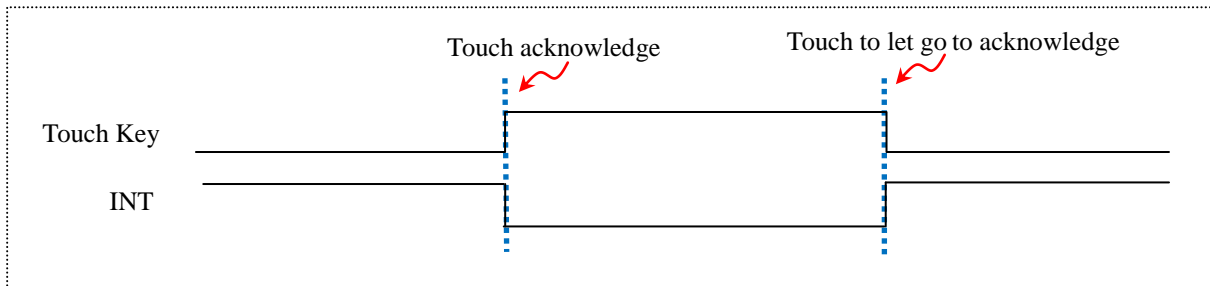 Touch acknowledge
Touch to let go to acknowledge
Touch Key
INT